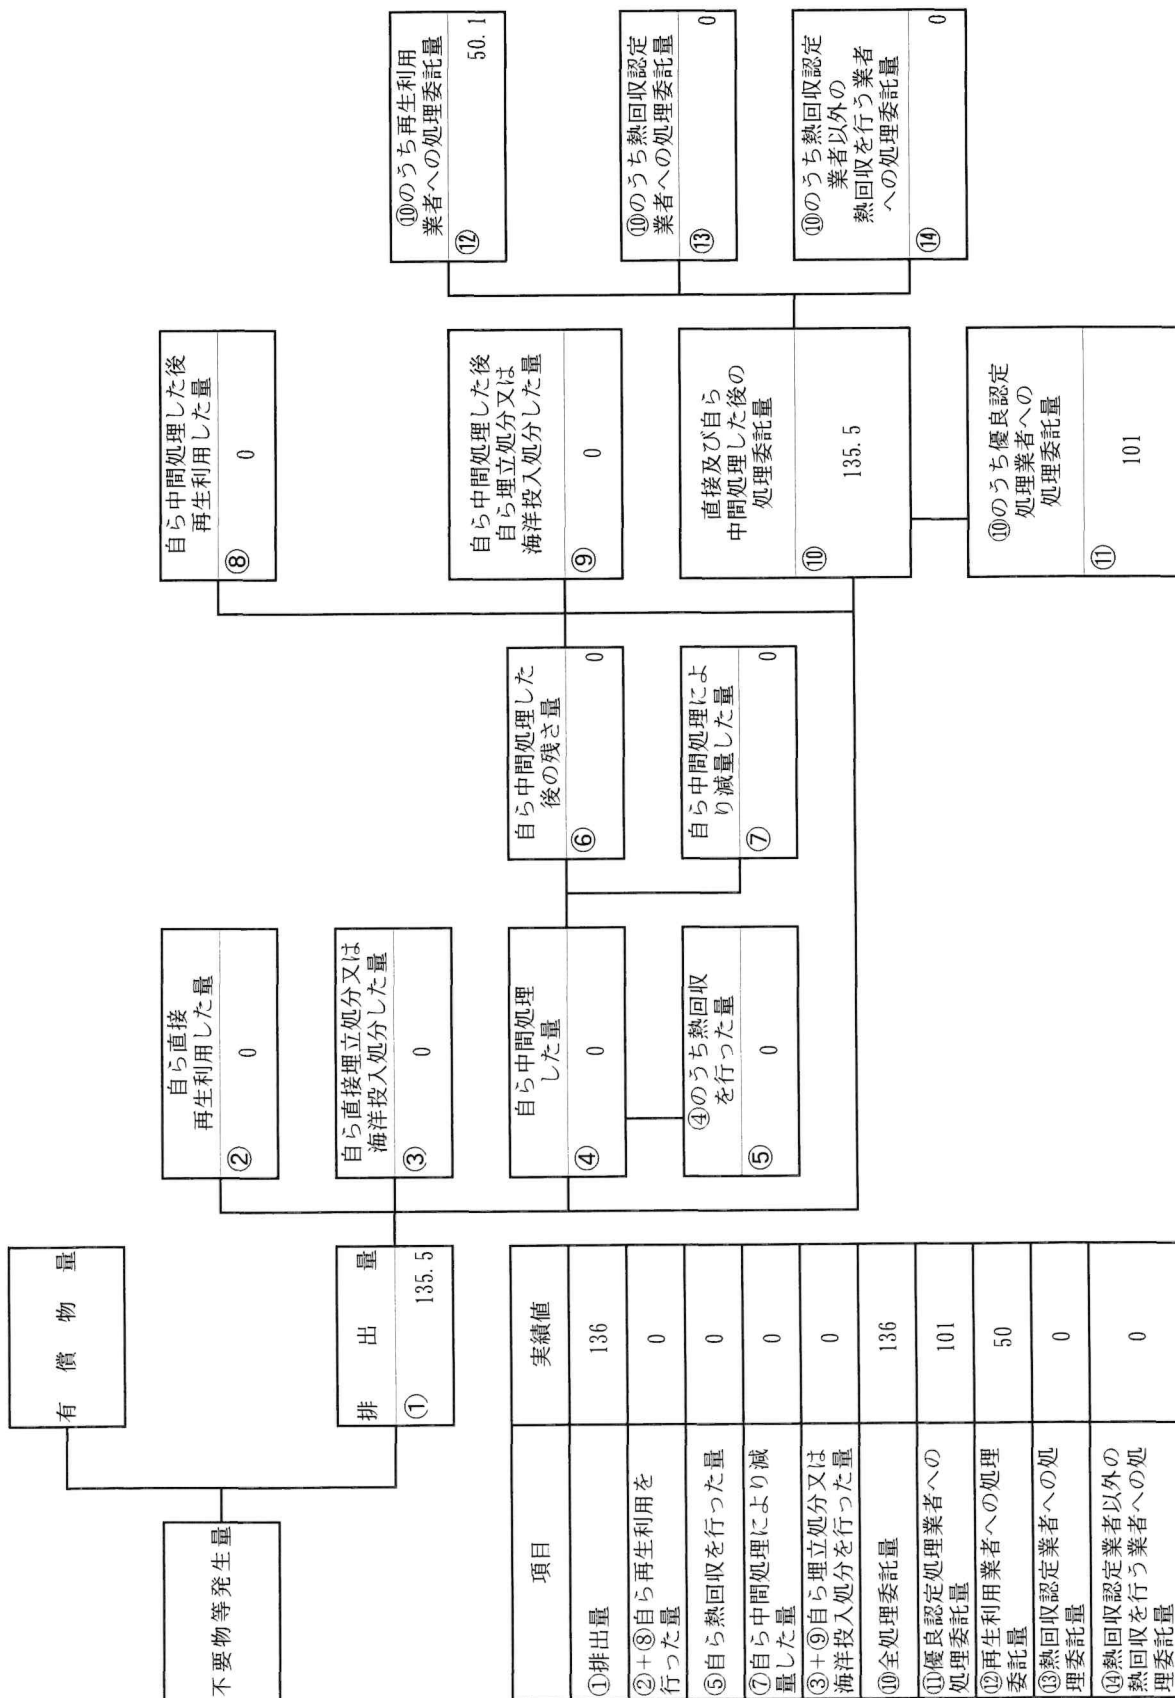 有償物量
不要物等発生量
排出量
① 135.5
自ら直接
再生利用した量
② 0
自ら直接埋立処分又は
海洋投入処分した量
③ 0
自ら中間処理
した量
④ 0
④のうち熱回収
を行った量
⑤ 0
自ら中間処理した
後の残さ量
⑥ 0
自ら中間処理によ
り減量した量
⑦ 0
自ら中間処理した後
再生利用した量
⑧ 0
自ら中間処理した後
自ら埋立処分又は
海洋投入処分した量
⑨ 0
直接及び自ら
中間処理した後の
処理委託量
⑩ 135.5
⑩のうち優良認定
処理業者への
処理委託量
⑪ 101
⑩のうち再生利用
業者への処理委託量
⑫ 50.1
⑩のうち熱回収認定
業者への処理委託量
⑬ 0
⑩のうち熱回収認定
業者以外の
熱回収を行う業者
への処理委託量
⑭ 0
項目 実績値
①排出量 136
②+⑧自ら再生利用を
行った量 0
⑤自ら熱回収を行った量 0
⑦自ら中間処理により減
量した量 0
③+⑨自ら埋立処分又は
海洋投入処分を行った量 0
⑩全処理委託量 136
⑪優良認定処理業者への
処理委託量 101
⑫再生利用業者への処理
委託量 50
⑬熱回収認定業者への処
理委託量 0
⑭熱回収認定業者以外の
熱回収を行う業者への処
理委託量 0